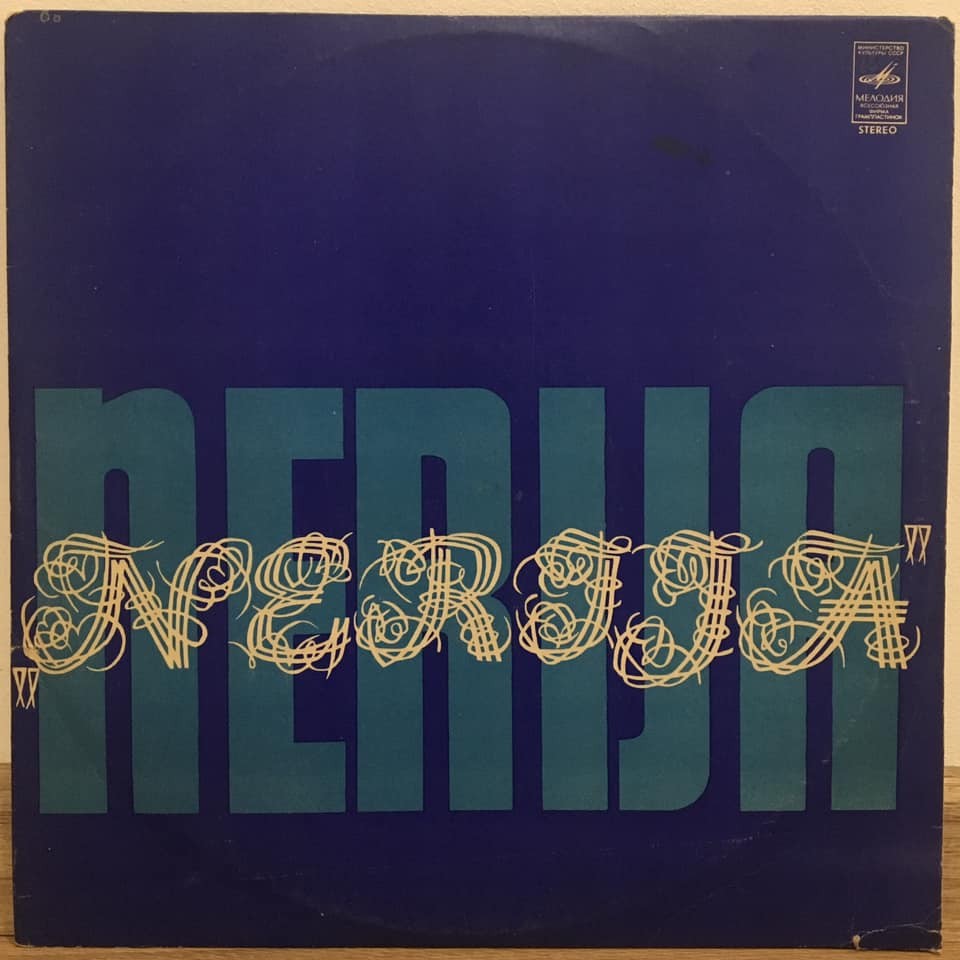 МИНИСТЕРСТВО
КУЛЬТУРЫ СССР
МЕЛОДИЯ
ВСЕСОЮЗНАЯ
ФИРМА
ГРАМПЛАСТИНОК
STEREO
NERIJA
„NERIJA”